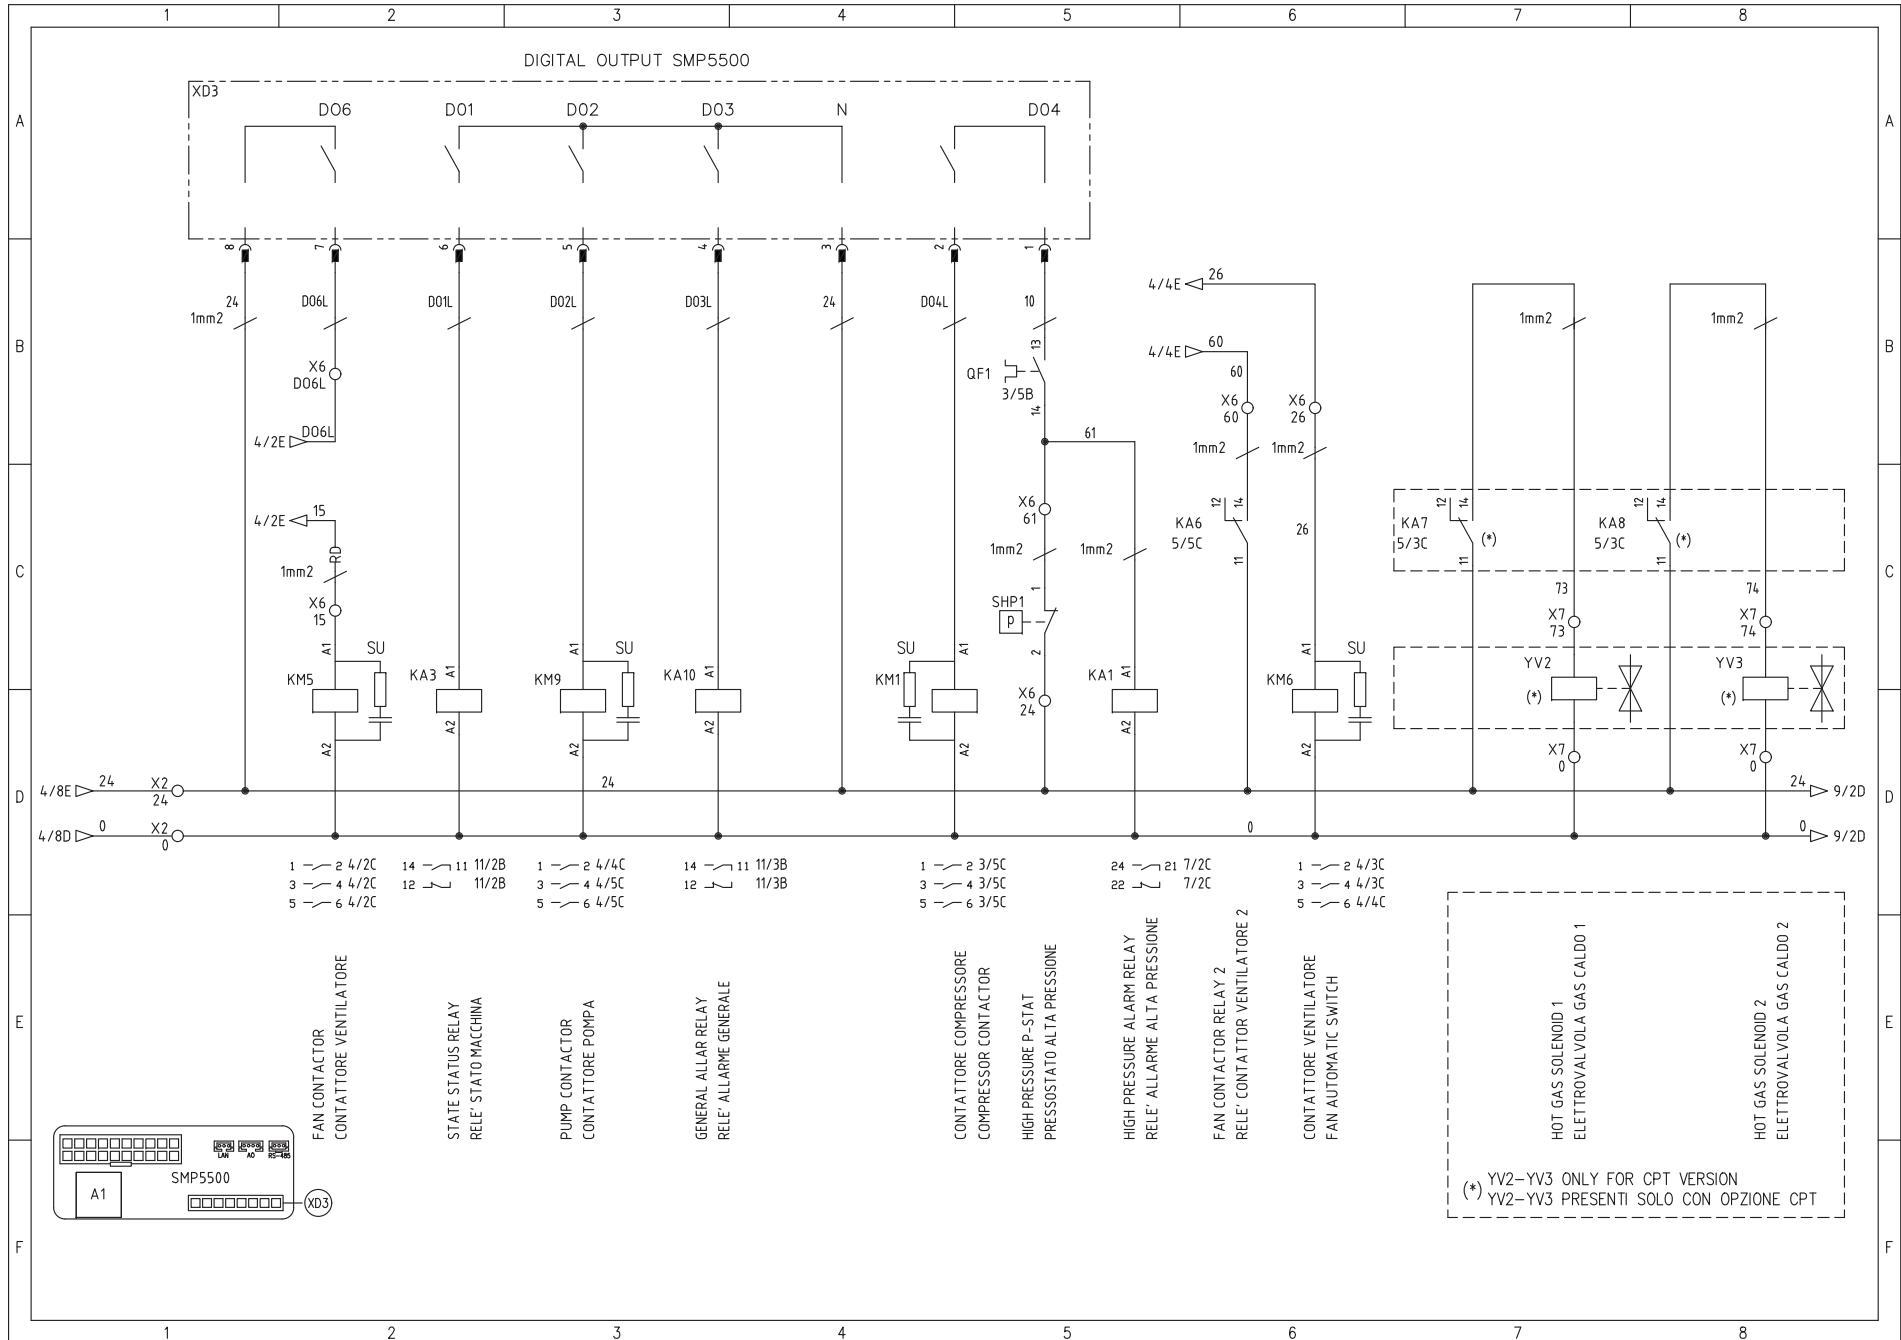 1 2 3 4 5 6 7 8
DIGITAL OUTPUT SMP5500
XD3
DO6 DO1 DO2 DO3 N DO4
A A
8 7 6 5 4 3 2 1
24 DO6L DO1L DO2L DO3L 24 DO4L 10
1mm2
4/4E 26
1mm2 1mm2
B B
13
QF1
3/5B
14
4/4E 60
60
X6
DO6L
4/2E DO6L
X6
60
X6
26
61
1mm2 1mm2
4/2E 15
RD
1mm2
X6
15
X6
61
1mm2 1mm2
12 14
KA6
5/5C
11
26
12 14
KA7
5/3C
(*)
11
12 14
KA8
5/3C
(*)
11
C C
73 74
X7
73
X7
74
1
SHP1
P
2
A1 SU
KM5
A2
A1
KA3
A2
A1 SU
KM9
A2
A1
KA10
A2
SU A1
KM1
A2
X6
24
A1
KA1
A2
A1 SU
KM6
A2
YV2
(*)
YV3
(*)
X7
0
X7
0
D D
4/8E 24 X2
24
24
24 9/2D
4/8D 0 X2
0
0
0 9/2D
1 2 4/2C
3 4 4/2C
5 6 4/2C
14 11 11/2B
12 11/2B
1 2 4/4C
3 4 4/5C
5 6 4/5C
14 11 11/3B
12 11/3B
1 2 3/5C
3 4 3/5C
5 6 3/5C
24 21 7/2C
22 7/2C
1 2 4/3C
3 4 4/3C
5 6 4/4C
E E
FAN CONTACTOR
CONTATTORE VENTILATORE
STATE STATUS RELAY
RELE' STATO MACCHINA
PUMP CONTACTOR
CONTATTORE POMPA
GENERAL ALLAR RELAY
RELE' ALLARME GENERALE
CONTATTORE COMPRESSORE
COMPRESSOR CONTACTOR
HIGH PRESSURE P-STAT
PRESSOSTATO ALTA PRESSIONE
HIGH PRESSURE ALARM RELAY
RELE' ALLARME ALTA PRESSIONE
FAN CONTACTOR RELAY 2
RELE' CONTATTOR VENTILATORE 2
CONTATTORE VENTILATORE
FAN AUTOMATIC SWITCH
HOT GAS SOLENOID 1
ELETTROVALVOLA GAS CALDO 1
HOT GAS SOLENOID 2
ELETTROVALVOLA GAS CALDO 2
LAN AO RS-485
SMP5500
A1
XD3
(*) YV2-YV3 ONLY FOR CPT VERSION
YV2-YV3 PRESENTI SOLO CON OPZIONE CPT
F F
1 2 3 4 5 6 7 8